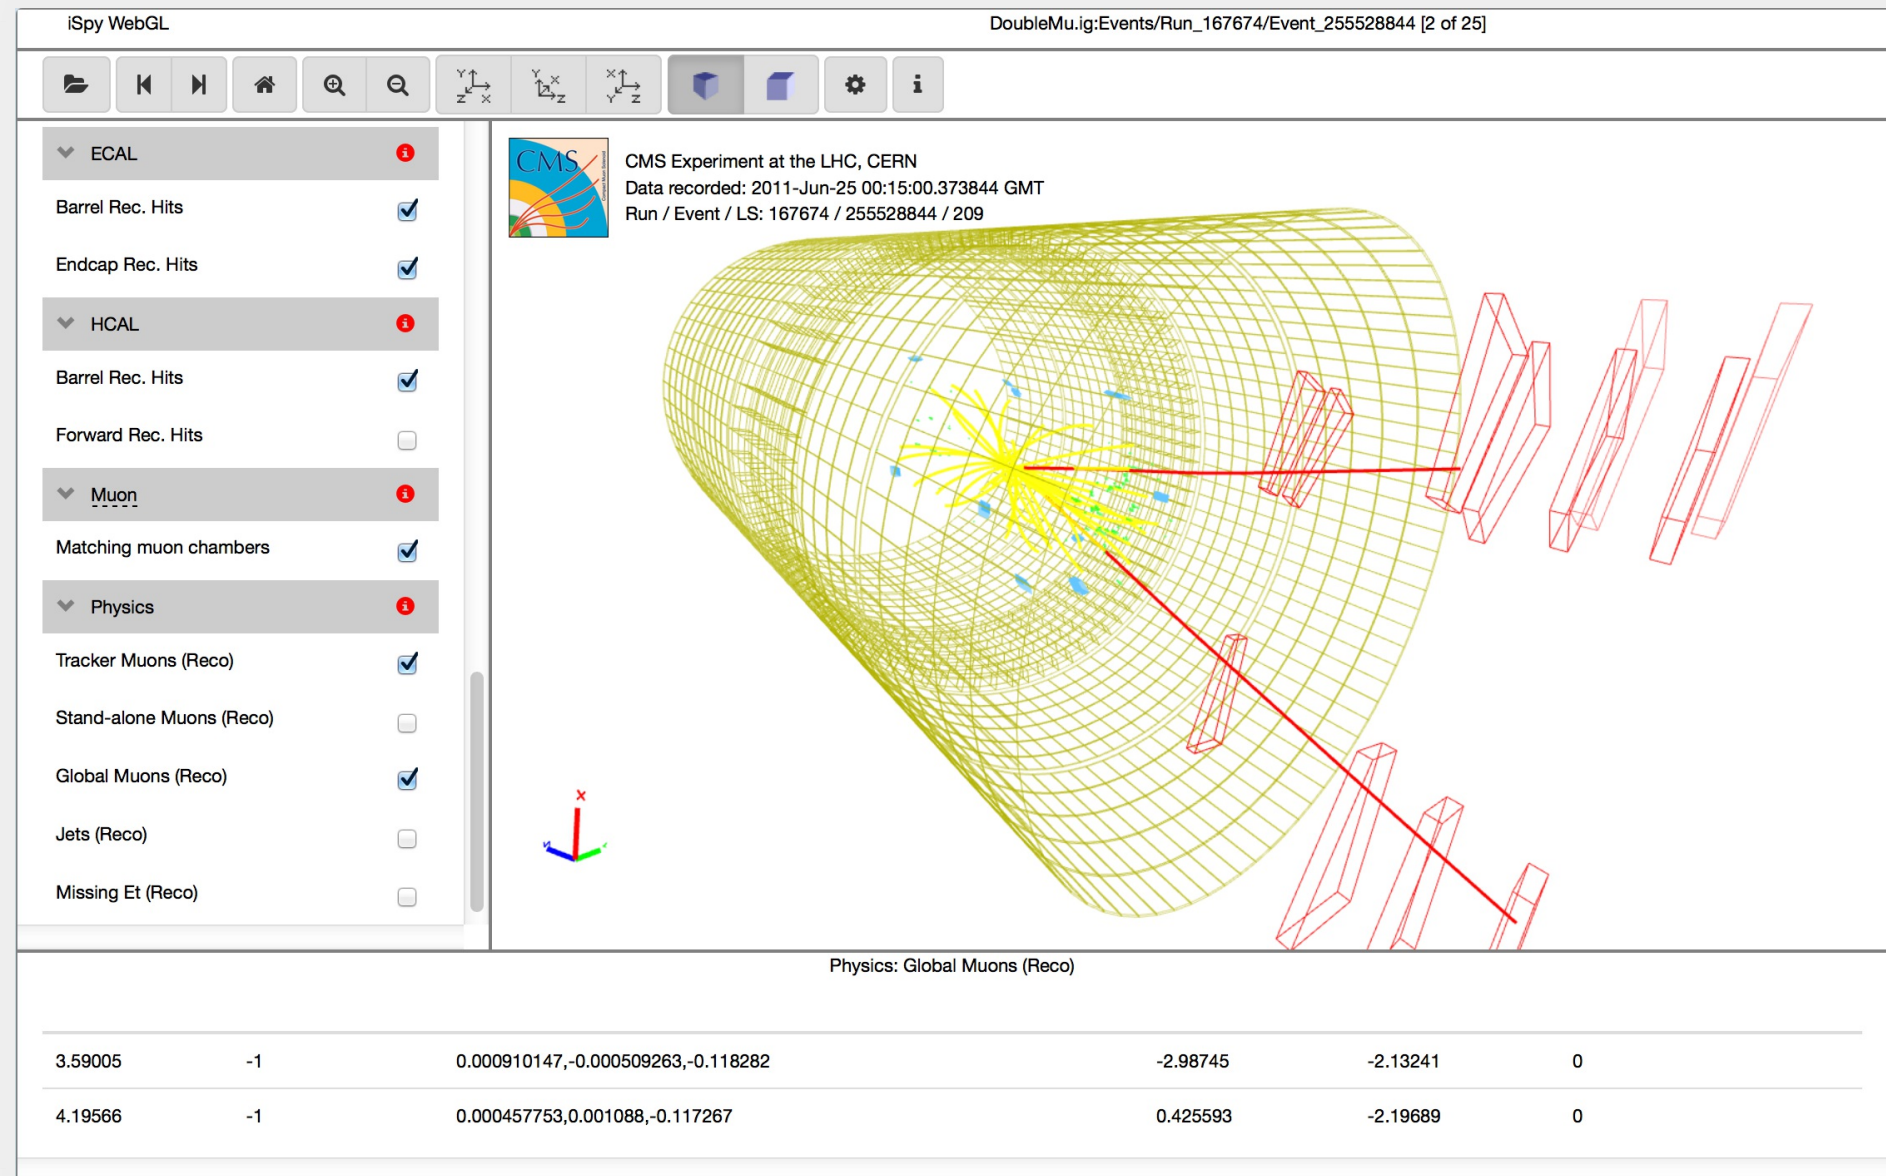 iSpy WebGL
DoubleMu.ig:Events/Run_167674/Event_255528844 [2 of 25]
Y Z X
Y X Z
X Y Z
i
ECAL
Barrel Rec. Hits
Endcap Rec. Hits
HCAL
Barrel Rec. Hits
Forward Rec. Hits
Muon
Matching muon chambers
Physics
Tracker Muons (Reco)
Stand-alone Muons (Reco)
Global Muons (Reco)
Jets (Reco)
Missing Et (Reco)
CMS
CMS Experiment at the LHC, CERN
Data recorded: 2011-Jun-25 00:15:00.373844 GMT
Run / Event / LS: 167674 / 255528844 / 209
X
Physics: Global Muons (Reco)
3.59005 -1 0.000910147,-0.000509263,-0.118282 -2.98745 -2.13241 0
4.19566 -1 0.000457753,0.001088,-0.117267 0.425593 -2.19689 0